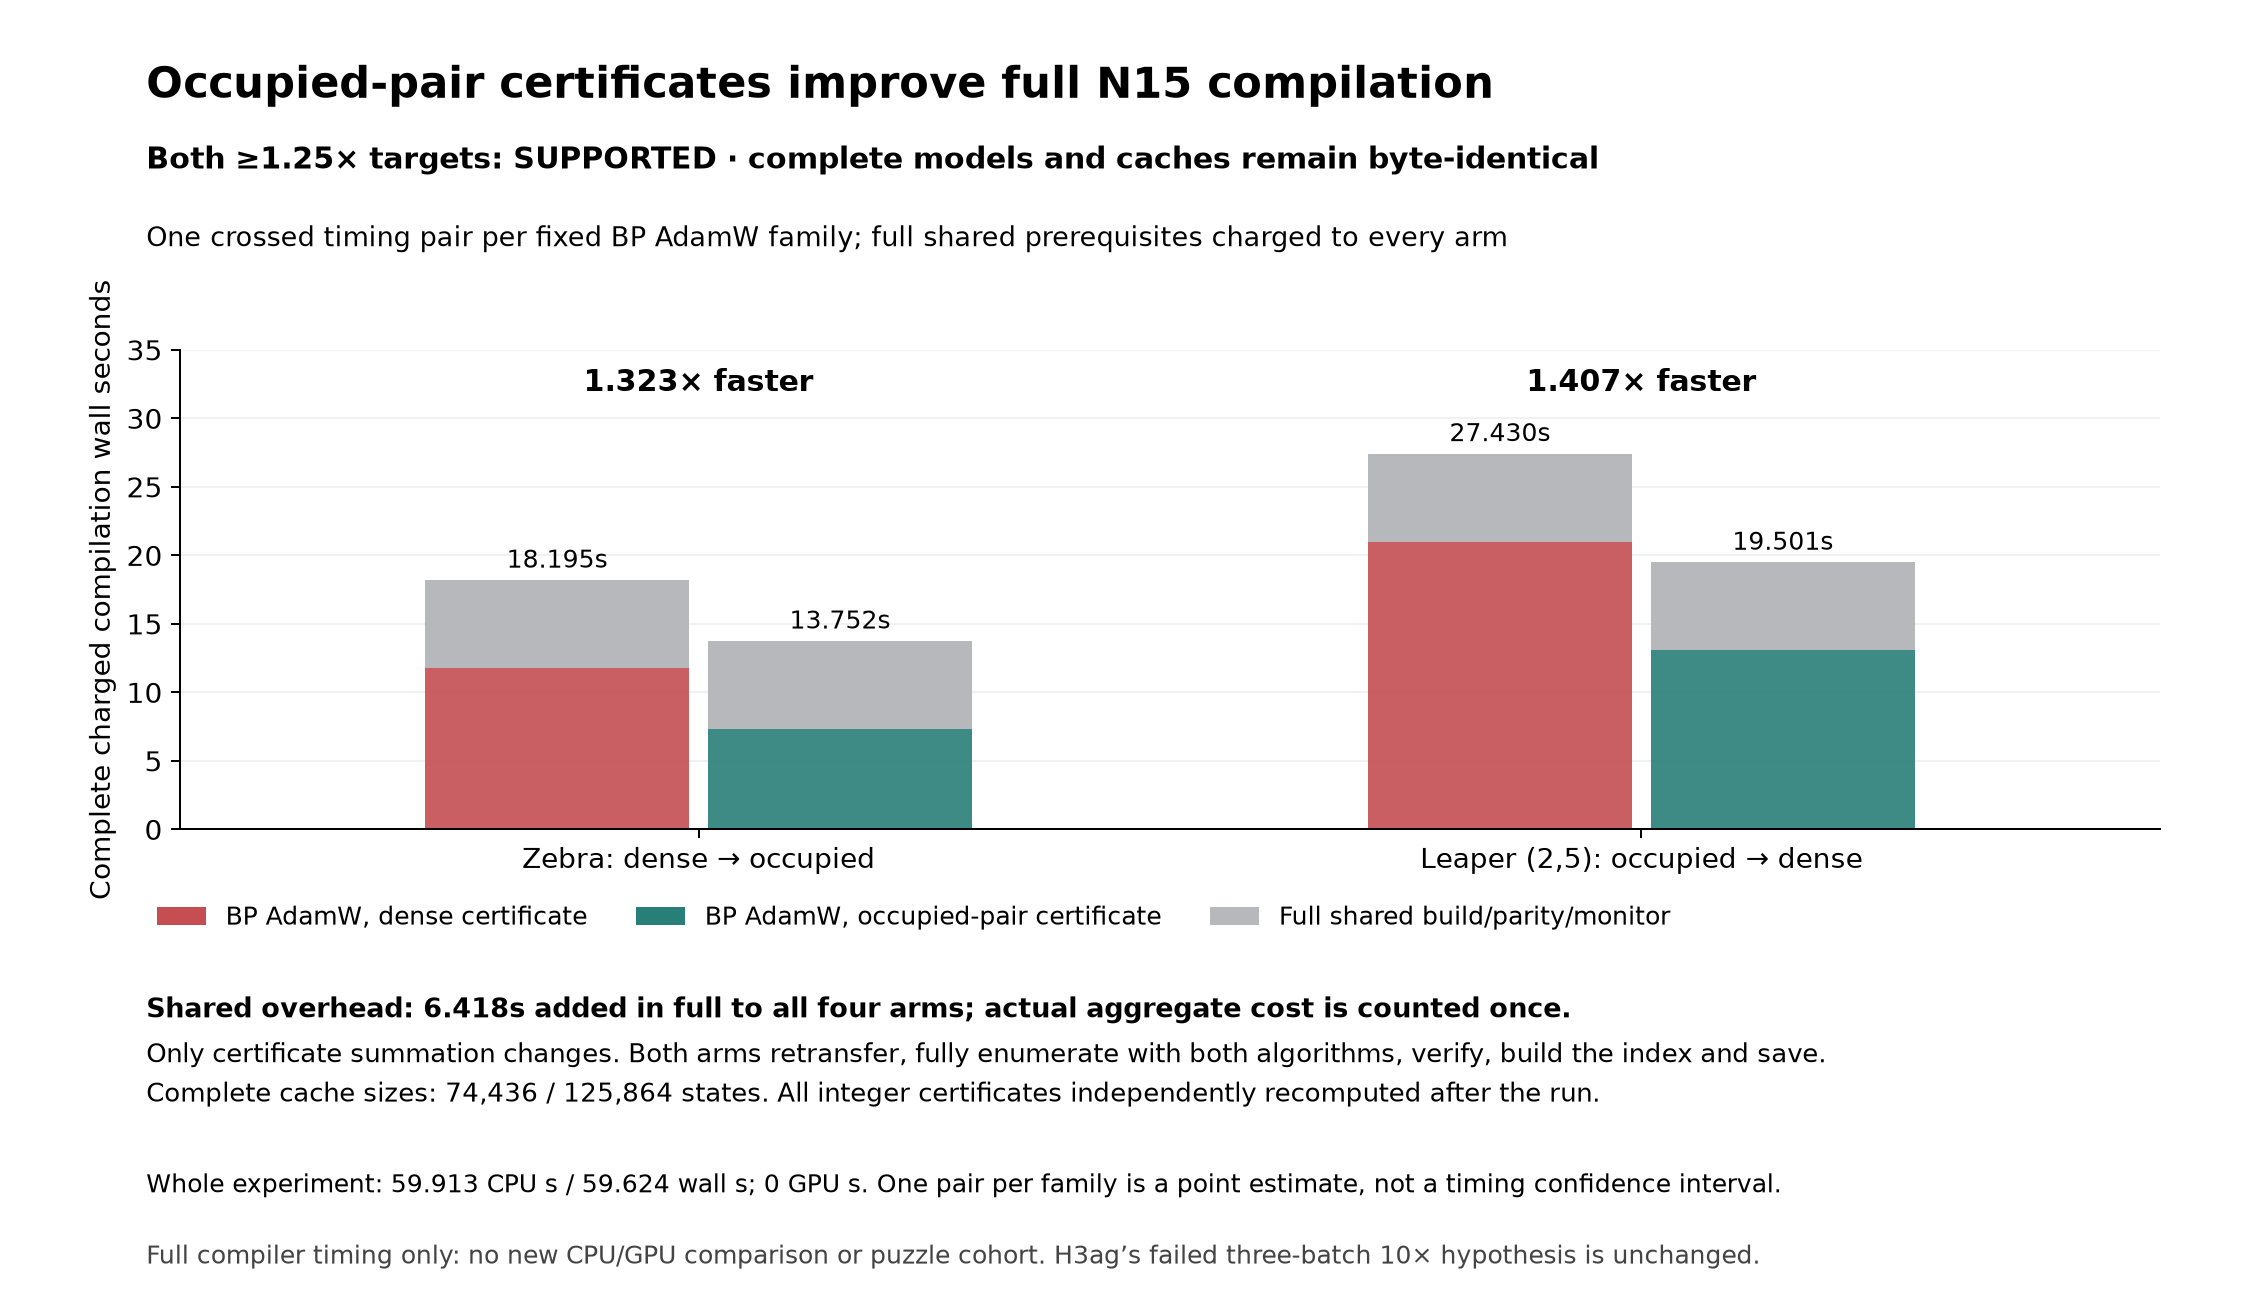 Occupied-pair certificates improve full N15 compilation
Both ≥1.25× targets: SUPPORTED · complete models and caches remain byte-identical
One crossed timing pair per fixed BP AdamW family; full shared prerequisites charged to every arm
Complete charged compilation wall seconds
35
30
25
20
15
10
5
0
1.323× faster
1.407× faster
18.195s
13.752s
27.430s
19.501s
Zebra: dense → occupied
Leaper (2,5): occupied → dense
BP AdamW, dense certificate
BP AdamW, occupied-pair certificate
Full shared build/parity/monitor
Shared overhead: 6.418s added in full to all four arms; actual aggregate cost is counted once.
Only certificate summation changes. Both arms retransfer, fully enumerate with both algorithms, verify, build the index and save.
Complete cache sizes: 74,436 / 125,864 states. All integer certificates independently recomputed after the run.
Whole experiment: 59.913 CPU s / 59.624 wall s; 0 GPU s. One pair per family is a point estimate, not a timing confidence interval.
Full compiler timing only: no new CPU/GPU comparison or puzzle cohort. H3ag’s failed three-batch 10× hypothesis is unchanged.